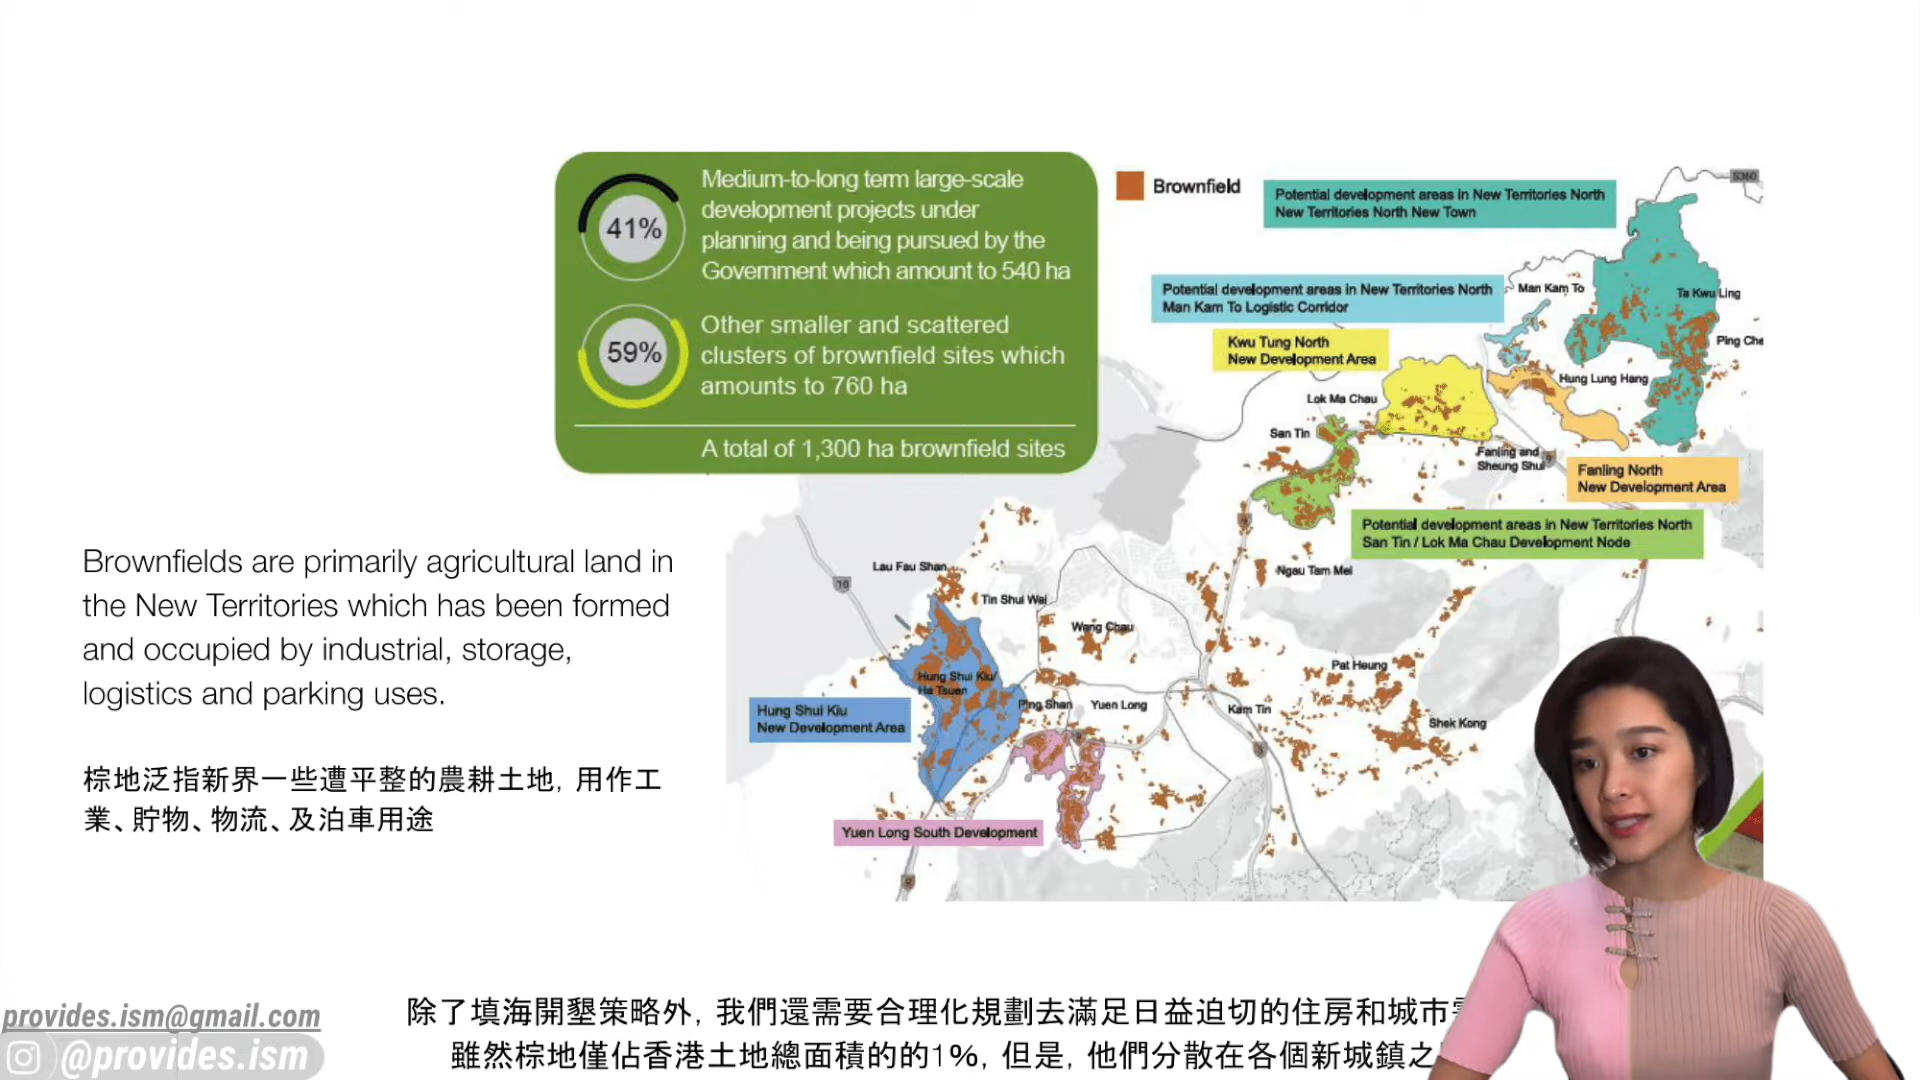 41%
Medium-to-long term large-scale
development projects under
planning and being pursued by the
Government which amount to 540 ha
59%
Other smaller and scattered
clusters of brownfield sites which
amounts to 760 ha
A total of 1,300 ha brownfield sites
Brownfield
Potential development areas in New Territories North
New Territories North New Town
S360
Potential development areas in New Territories North
Man Kam To Logistic Corridor
Man Kam To
Ta Kwu Ling
Ping Che
Kwu Tung North
New Development Area
Hung Lung Hang
Lok Ma Chau
San Tin
Fanling and
Sheung Shui
9
Fanling North
New Development Area
Potential development areas in New Territories North
San Tin / Lok Ma Chau Development Node
Ngau Tam Mei
Lau Fau Shan
10
Tin Shui Wai
Wang Chau
Pat Heung
Hung Shui Kiu/
Ha Tsuen
Ping Shan
Yuen Long
Kam Tin
Shek Kong
Hung Shui Kiu
New Development Area
Yuen Long South Development
Brownfields are primarily agricultural land in
the New Territories which has been formed
and occupied by industrial, storage,
logistics and parking uses.
棕地泛指新界一些遭平整的農耕土地，用作工
業、貯物、物流、及泊車用途
除了填海開墾策略外，我們還需要合理化規劃去滿足日益迫切的住房和城市
雖然棕地僅佔香港土地總面積的的1%，但是，他們分散在各個新城鎮之
provides.ism@gmail.com
@provides.ism